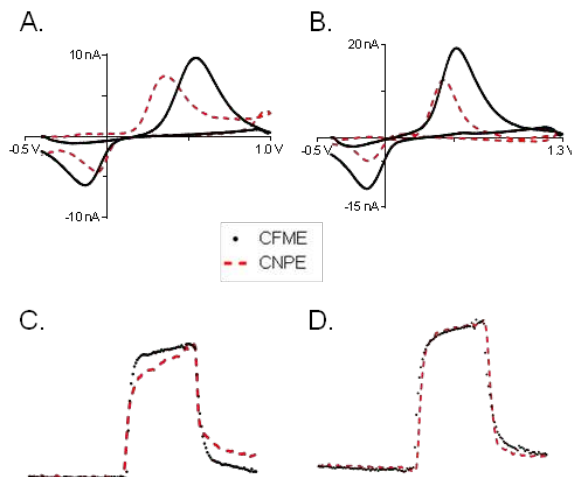 A.
B.
10 nA
20 nA
-0.5 V
1.0 V
-0.5 V
1.3 V
-10 nA
-15 nA
CFME
CNPE
C.
D.